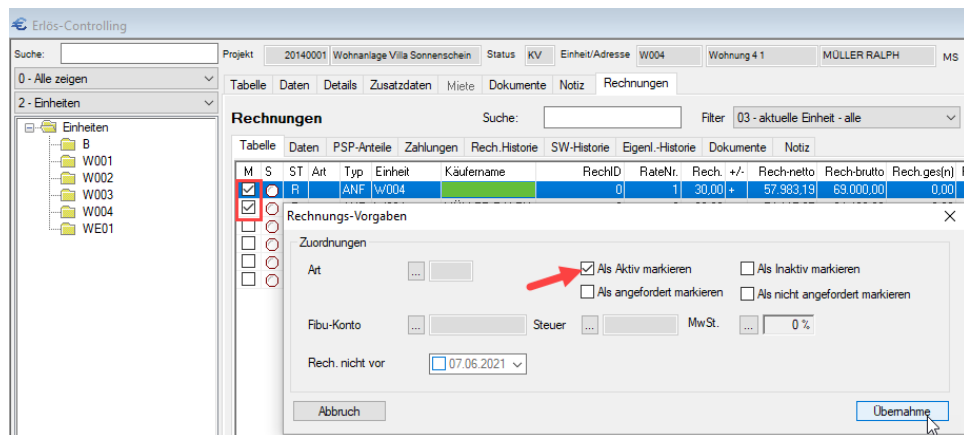 Erlös-Controlling
Suche: Projekt 20140001 Wohnanlage Villa Sonnenschein Status KV Einheit/Adresse W004 Wohnung 4 1 MÜLLER RALPH MS
0 - Alle zeigen
Tabelle Daten Details Zusatzdaten Miete Dokumente Notiz Rechnungen
2 - Einheiten
Einheiten
B
W001
W002
W003
W004
WE01
Rechnungen Suche: Filter 03 - aktuelle Einheit - alle
Tabelle Daten PSP-Anteile Zahlungen Rech.Historie SW-Historie Eigenl.-Historie Dokumente Notiz
M S ST Art Typ Einheit Käufername RechID RateNr. Rech. +/- Rech-netto Rech-brutto Rech.ges(n)
R ANF W004 0 1 30,00 + 57.983,19 69.000,00 0,00
Rechnungs-Vorgaben
Zuordnungen
Art ... Als Aktiv markieren Als Inaktiv markieren
Als angefordert markieren Als nicht angefordert markieren
Fibu-Konto ... Steuer ... MwSt. ... 0 %
Rech. nicht vor 07.06.2021
Abbruch Übernahme